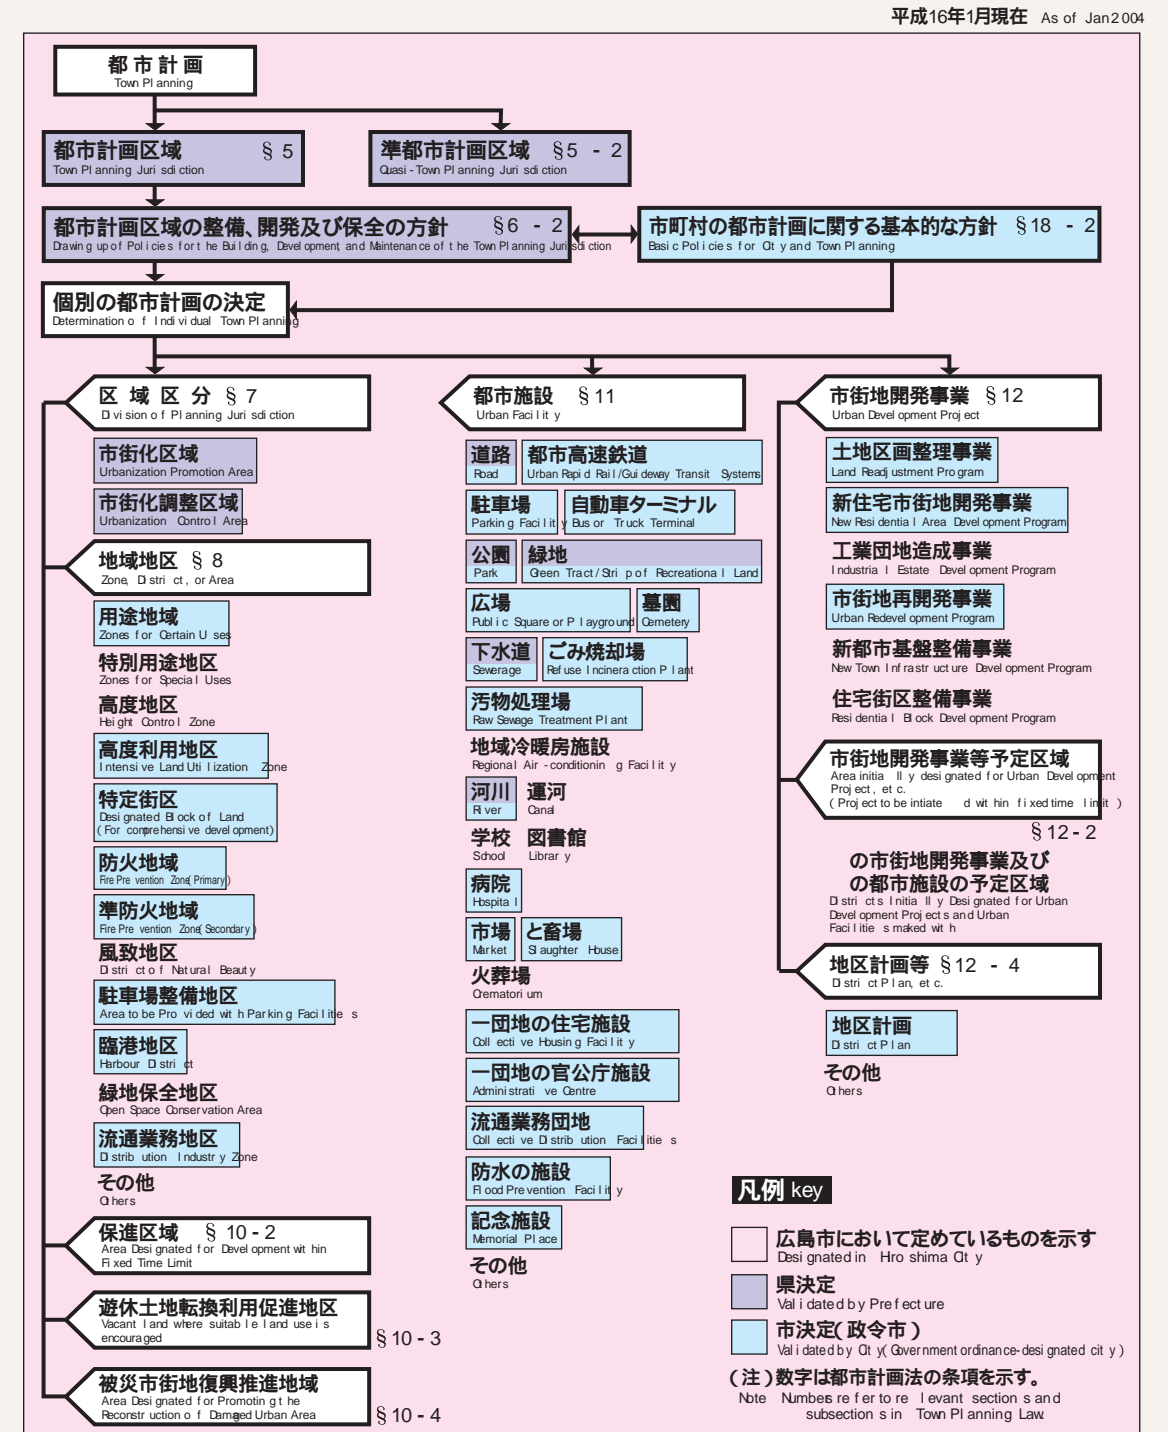 平成16年1月現在 As of Jan2004
都市計画
Town Planning
都市計画区域 §5
Town Planning Jurisdiction
準都市計画区域 §5-2
Quasi-Town Planning Jurisdiction
都市計画区域の整備、開発及び保全の方針 §6-2
Drawing up of Policies for the Building, Development, and Maintenance of the Town Planning Jurisdiction
市町村の都市計画に関する基本的な方針 §18-2
Basic Policies for City and Town Planning
個別の都市計画の決定
Determination of Individual Town Planning
区域区分 §7
Division of Planning Jurisdiction
市街化区域
Urbanization Promotion Area
市街化調整区域
Urbanization Control Area
地域地区 §8
Zone, District, or Area
用途地域
Zones for Certain Uses
特別用途地区
Zones for Special Uses
高度地区
Height Control Zone
高度利用地区
Intensive Land Utilization Zone
特定街区
Designated Block of Land
(For comprehensive development)
防火地域
Fire Prevention Zone(Primary)
準防火地域
Fire Prevention Zone(Secondary)
風致地区
District of Natural Beauty
駐車場整備地区
Area to be Provided with Parking Facilities
臨港地区
Harbour District
緑地保全地区
Open Space Conservation Area
流通業務地区
Distribution Industry Zone
その他
Others
保進区域 §10-2
Area Designated for Development within
Fixed Time Limit
遊休土地転換利用促進地区
Vacant land where suitable land use is
encouraged
§10-3
被災市街地復興推進地域
Area Designated for Promoting the
Reconstruction of Damaged Urban Area
§10-4
都市施設 §11
Urban Facility
道路 都市高速鉄道
Road Urban Rapid Rail/Guideway Transit Systems
駐車場 自動車ターミナル
Parking Facility Bus or Truck Terminal
公園 緑地
Park Green Tract/Strip of Recreational Land
広場 墓園
Public Square or Playground Cemetery
下水道 ごみ焼却場
Sewerage Refuse Incineraction Plant
汚物処理場
Raw Sewage Treatment Plant
地域冷暖房施設
Regional Air-conditioning Facility
河川 運河
River Canal
学校 図書館
School Library
病院
Hospital
市場 と畜場
Market Slaughter House
火葬場
Crematorium
一団地の住宅施設
Collective Housing Facility
一団地の官公庁施設
Administrative Centre
流通業務団地
Collective Distribution Facilities
防水の施設
Flood Prevention Facility
記念施設
Memorial Place
その他
Others
市街地開発事業 §12
Urban Development Project
土地区画整理事業
Land Readjustment Program
新住宅市街地開発事業
New Residential Area Development Program
工業団地造成事業
Industrial Estate Development Program
市街地再開発事業
Urban Redevelopment Program
新都市基盤整備事業
New Town Infrastructure Development Program
住宅街区整備事業
Residential Block Development Program
市街地開発事業等予定区域
Area initially designated for Urban Development
Project, etc.
(Project to be intiated within fixed time limit)
§12-2
の市街地開発事業及び
の都市施設の予定区域
Districts Initially Designated for Urban
Development Projects and Urban
Facilities maked with
地区計画等 §12-4
District Plan, etc.
地区計画
District Plan
その他
Others
凡例 key
広島市において定めているものを示す
Designated in Hiroshima City
県決定
Validated by Prefecture
市決定(政令市)
Validated by City(Government ordinance-designated city)
(注)数字は都市計画法の条項を示す。
Note Numbers refer to relevant sections and
subsections in Town Planning Law.